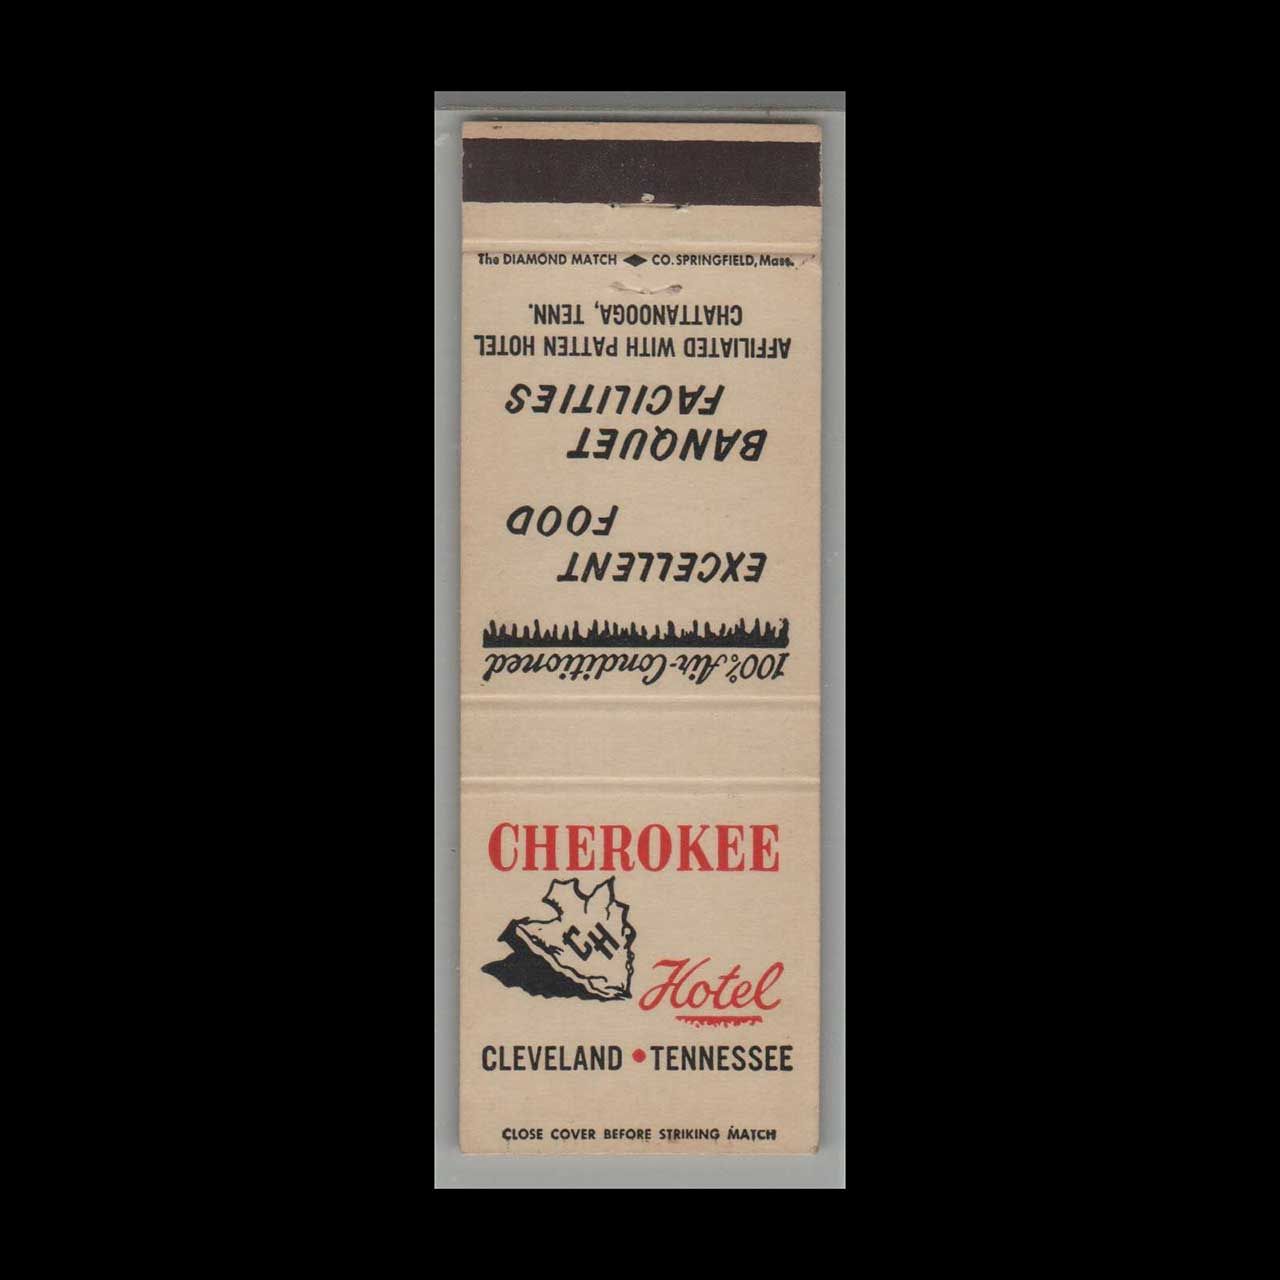 The DIAMOND MATCH CO. SPRINGFIELD, Mass.
100% Air-Conditioned
EXCELLENT
FOOD
BANQUET
FACILITIES
AFFILIATED WITH PATTEN HOTEL
CHATTANOOGA, TENN.
CHEROKEE
CH
Hotel
CLEVELAND • TENNESSEE
CLOSE COVER BEFORE STRIKING MATCH